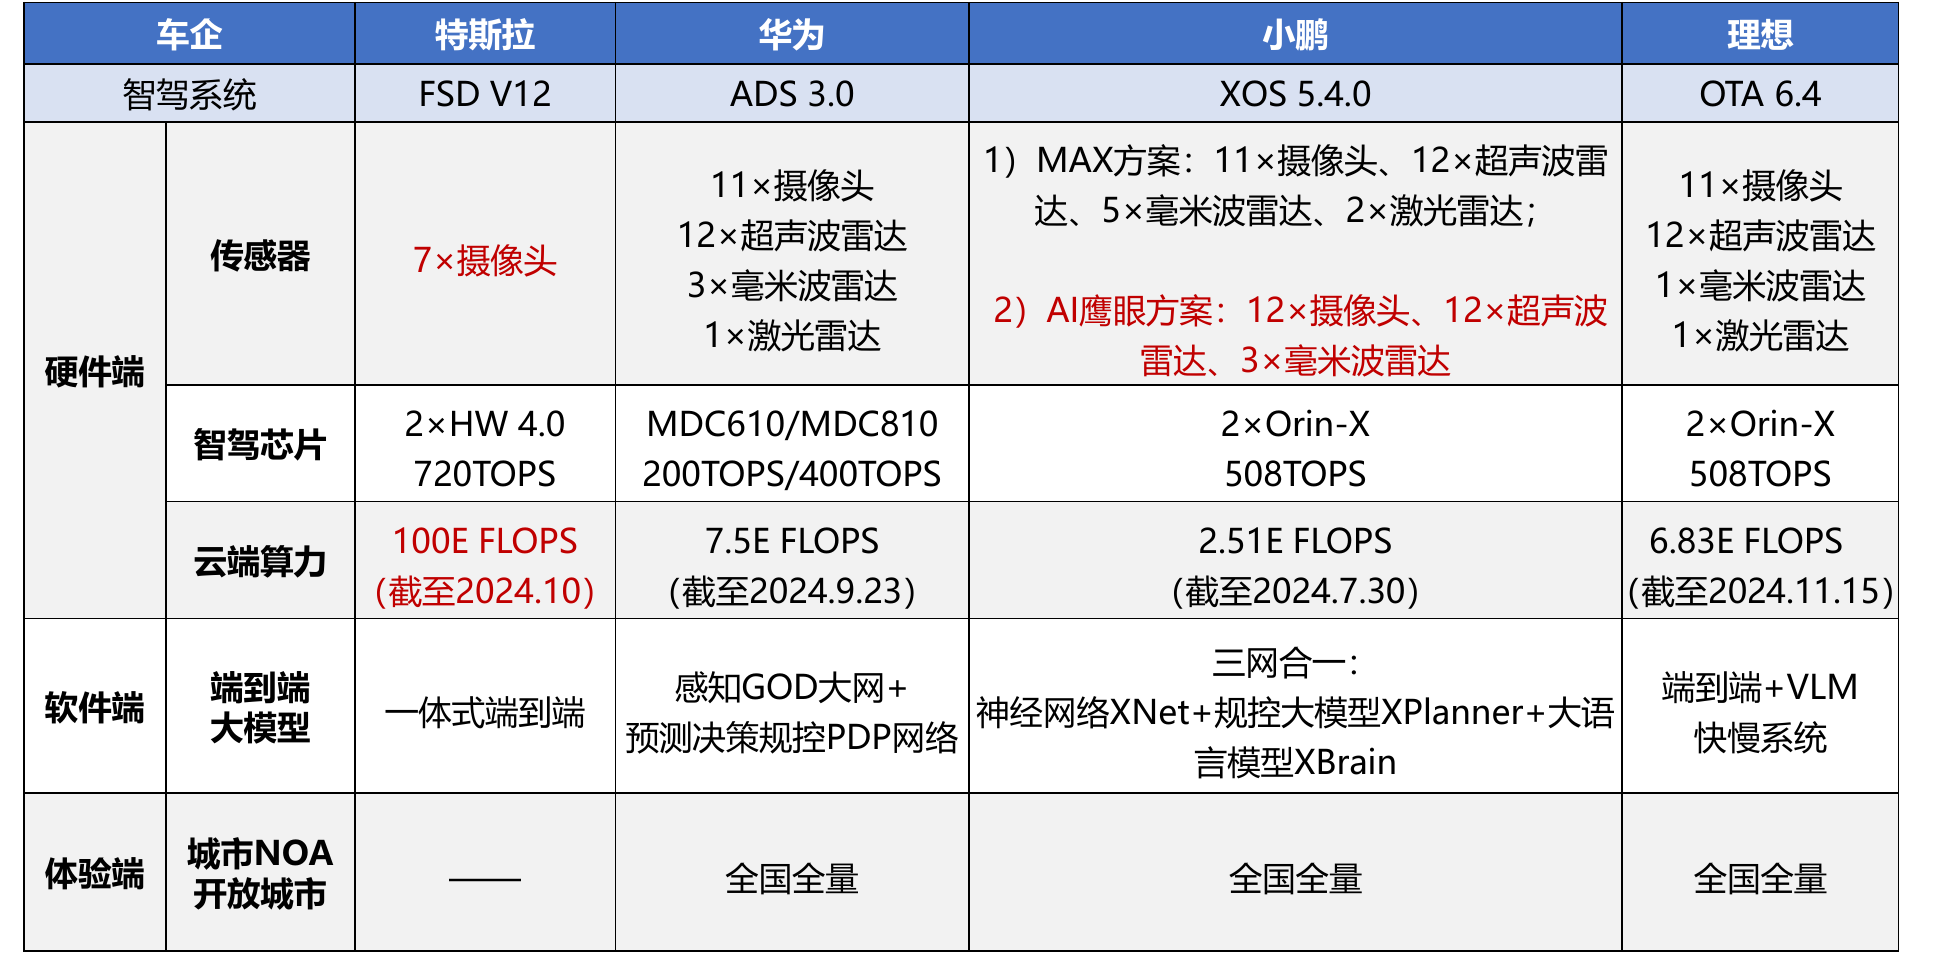 车企 特斯拉 华为 小鹏 理想
智驾系统 FSD V12 ADS 3.0 XOS 5.4.0 OTA 6.4
硬件端
传感器
7×摄像头
11×摄像头
12×超声波雷达
3×毫米波雷达
1×激光雷达
1）MAX方案：11×摄像头、12×超声波雷
达、5×毫米波雷达、2×激光雷达；
2）AI鹰眼方案：12×摄像头、12×超声波
雷达、3×毫米波雷达
11×摄像头
12×超声波雷达
1×毫米波雷达
1×激光雷达
智驾芯片
2×HW 4.0
720TOPS
MDC610/MDC810
200TOPS/400TOPS
2×Orin-X
508TOPS
2×Orin-X
508TOPS
云端算力
100E FLOPS
（截至2024.10）
7.5E FLOPS
（截至2024.9.23）
2.51E FLOPS
（截至2024.7.30）
6.83E FLOPS
（截至2024.11.15）
软件端
端到端
大模型
一体式端到端
感知GOD大网+
预测决策规控PDP网络
三网合一：
神经网络XNet+规控大模型XPlanner+大语
言模型XBrain
端到端+VLM
快慢系统
体验端
城市NOA
开放城市
——
全国全量
全国全量
全国全量